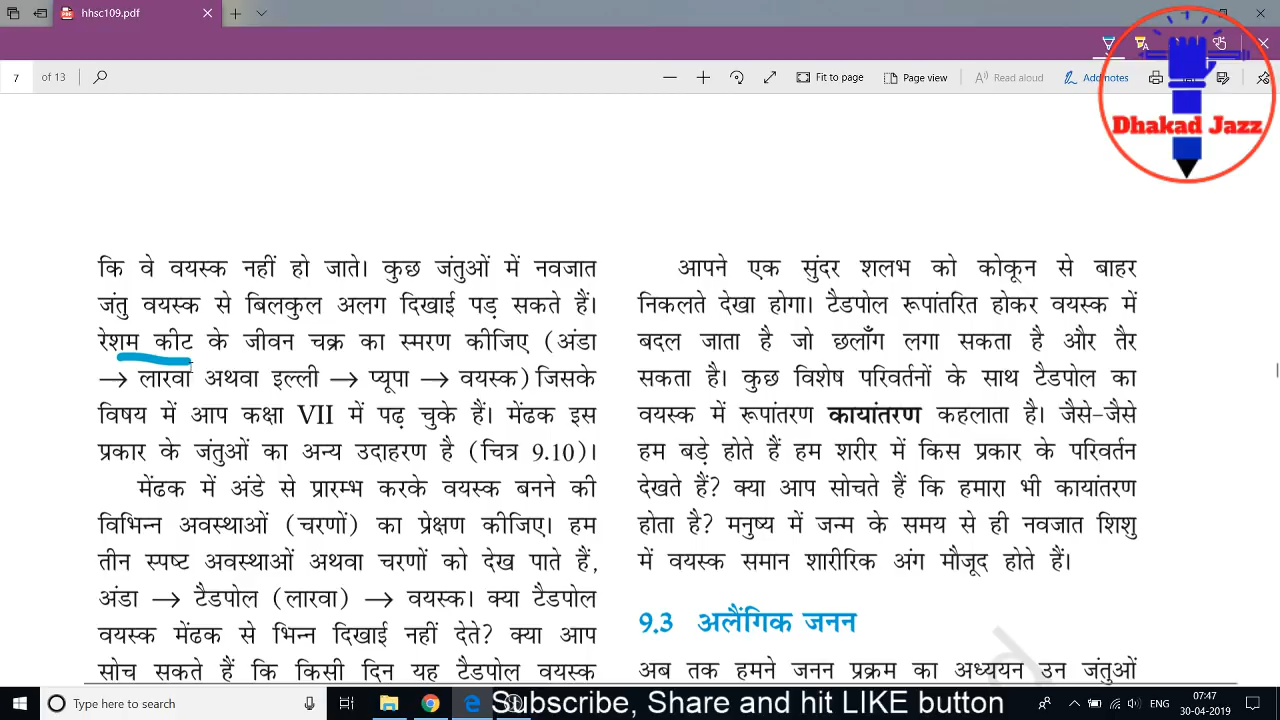 hhsc109.pdf
7 of 13
Fit to page
Page view
Read aloud
Add notes
Dhakad Jazz
कि वे वयस्क नहीं हो जाते। कुछ जंतुओं में नवजात
जंतु वयस्क से बिलकुल अलग दिखाई पड़ सकते हैं।
रेशम कीट के जीवन चक्र का स्मरण कीजिए (अंडा
→ लारवा अथवा इल्ली → प्यूपा → वयस्क) जिसके
विषय में आप कक्षा VII में पढ़ चुके हैं। मेंढक इस
प्रकार के जंतुओं का अन्य उदाहरण है (चित्र 9.10)।
मेंढक में अंडे से प्रारम्भ करके वयस्क बनने की
विभिन्न अवस्थाओं (चरणों) का प्रेक्षण कीजिए। हम
तीन स्पष्ट अवस्थाओं अथवा चरणों को देख पाते हैं,
अंडा → टैडपोल (लारवा) → वयस्क। क्या टैडपोल
वयस्क मेंढक से भिन्न दिखाई नहीं देते? क्या आप
सोच सकते हैं कि किसी दिन यह टैडपोल वयस्क
आपने एक सुंदर शलभ को कोकून से बाहर
निकलते देखा होगा। टैडपोल रूपांतरित होकर वयस्क में
बदल जाता है जो छलाँग लगा सकता है और तैर
सकता है। कुछ विशेष परिवर्तनों के साथ टैडपोल का
वयस्क में रूपांतरण कायांतरण कहलाता है। जैसे-जैसे
हम बड़े होते हैं हम शरीर में किस प्रकार के परिवर्तन
देखते हैं? क्या आप सोचते हैं कि हमारा भी कायांतरण
होता है? मनुष्य में जन्म के समय से ही नवजात शिशु
में वयस्क समान शारीरिक अंग मौजूद होते हैं।
9.3 अलैंगिक जनन
अब तक हमने जनन प्रक्रम का अध्ययन उन जंतुओं
Type here to search
Subscribe, Share and hit LIKE button
07:47
30-04-2019